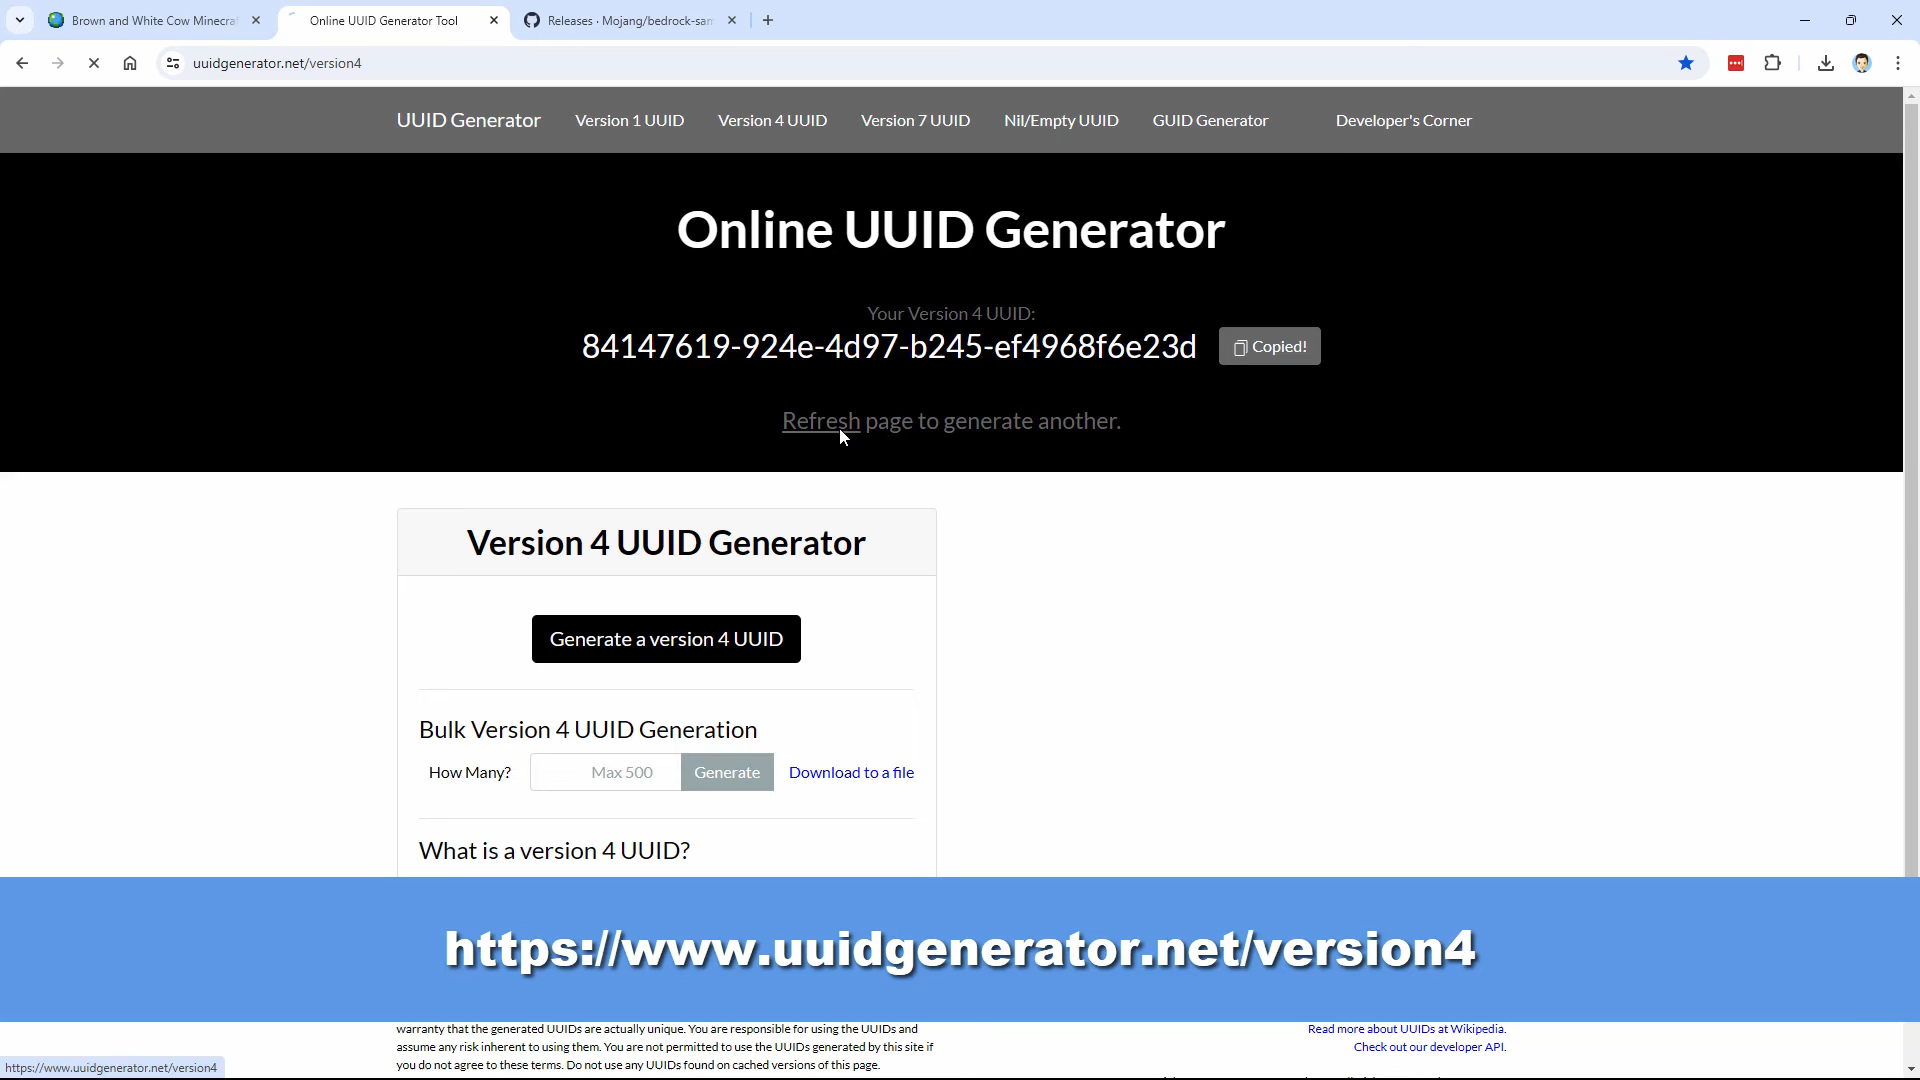 Brown and White Cow Minecra
Online UUID Generator Tool
Releases · Mojang/bedrock-sam
uuidgenerator.net/version4
UUID Generator
Version 1 UUID
Version 4 UUID
Version 7 UUID
Nil/Empty UUID
GUID Generator
Developer's Corner
Online UUID Generator
Your Version 4 UUID:
84147619-924e-4d97-b245-ef4968f6e23d
Copied!
Refresh page to generate another.
Version 4 UUID Generator
Generate a version 4 UUID
Bulk Version 4 UUID Generation
How Many?
Max 500
Generate
Download to a file
What is a version 4 UUID?
https://www.uuidgenerator.net/version4
warranty that the generated UUIDs are actually unique. You are responsible for using the UUIDs and
assume any risk inherent to using them. You are not permitted to use the UUIDs generated by this site if
you do not agree to these terms. Do not use any UUIDs found on cached versions of this page.
Read more about UUIDs at Wikipedia.
Check out our developer API.
https://www.uuidgenerator.net/version4